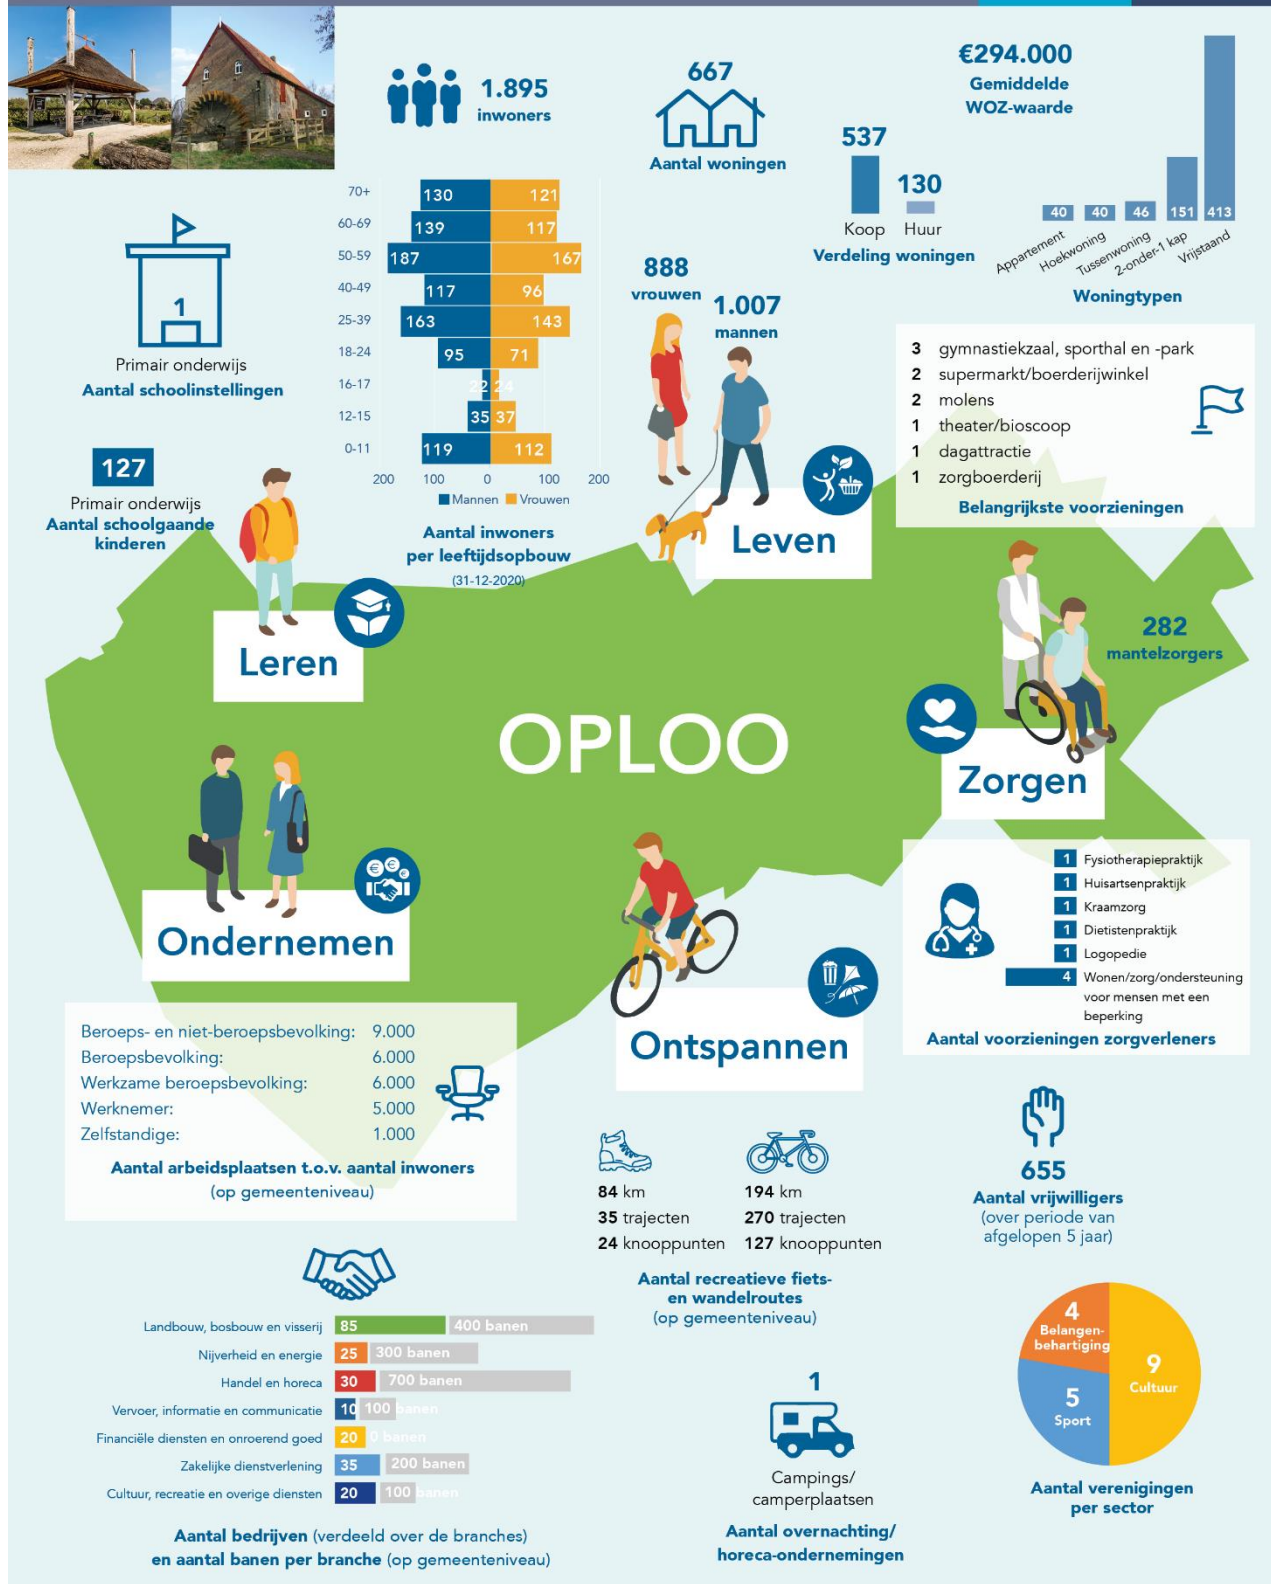 1.895
inwoners
667
Aantal woningen
€294.000
Gemiddelde
WOZ-waarde
537
130
Koop Huur
Verdeling woningen
40 40 46 151 413
Appartement
Hoekwoning
Tussenwoning
2-onder-1 kap
Vrijstaand
Woningtypen
1
Primair onderwijs
Aantal schoolinstellingen
127
Primair onderwijs
Aantal schoolgaande
kinderen
70+ 130 121
60-69 139 117
50-59 187 167
40-49 117 96
25-39 163 143
18-24 95 71
16-17 22 24
12-15 35 37
0-11 119 112
200 100 0 100 200
Mannen Vrouwen
Aantal inwoners
per leeftijdsopbouw
(31-12-2020)
888
vrouwen
1.007
mannen
3 gymnastiekzaal, sporthal en -park
2 supermarkt/boerderijwinkel
2 molens
1 theater/bioscoop
1 dagattractie
1 zorgboerderij
Belangrijkste voorzieningen
Leven
Leren
OPLOO
282
mantelzorgers
Zorgen
1 Fysiotherapiepraktijk
1 Huisartsenpraktijk
1 Kraamzorg
1 Dietistenpraktijk
1 Logopedie
4 Wonen/zorg/ondersteuning
voor mensen met een
beperking
Aantal voorzieningen zorgverleners
Ondernemen
Beroeps- en niet-beroepsbevolking: 9.000
Beroepsbevolking: 6.000
Werkzame beroepsbevolking: 6.000
Werknemer: 5.000
Zelfstandige: 1.000
Aantal arbeidsplaatsen t.o.v. aantal inwoners
(op gemeenteniveau)
Ontspannen
84 km
35 trajecten
24 knooppunten
194 km
270 trajecten
127 knooppunten
Aantal recreatieve fiets-
en wandelroutes
(op gemeenteniveau)
655
Aantal vrijwilligers
(over periode van
afgelopen 5 jaar)
Landbouw, bosbouw en visserij 85 400 banen
Nijverheid en energie 25 300 banen
Handel en horeca 30 700 banen
Vervoer, informatie en communicatie 10 100 banen
Financiële diensten en onroerend goed 20 0 banen
Zakelijke dienstverlening 35 200 banen
Cultuur, recreatie en overige diensten 20 100 banen
Aantal bedrijven (verdeeld over de branches)
en aantal banen per branche (op gemeenteniveau)
1
Campings/
camperplaatsen
Aantal overnachting/
horeca-ondernemingen
4
Belangen-
behartiging
9
Cultuur
5
Sport
Aantal verenigingen
per sector